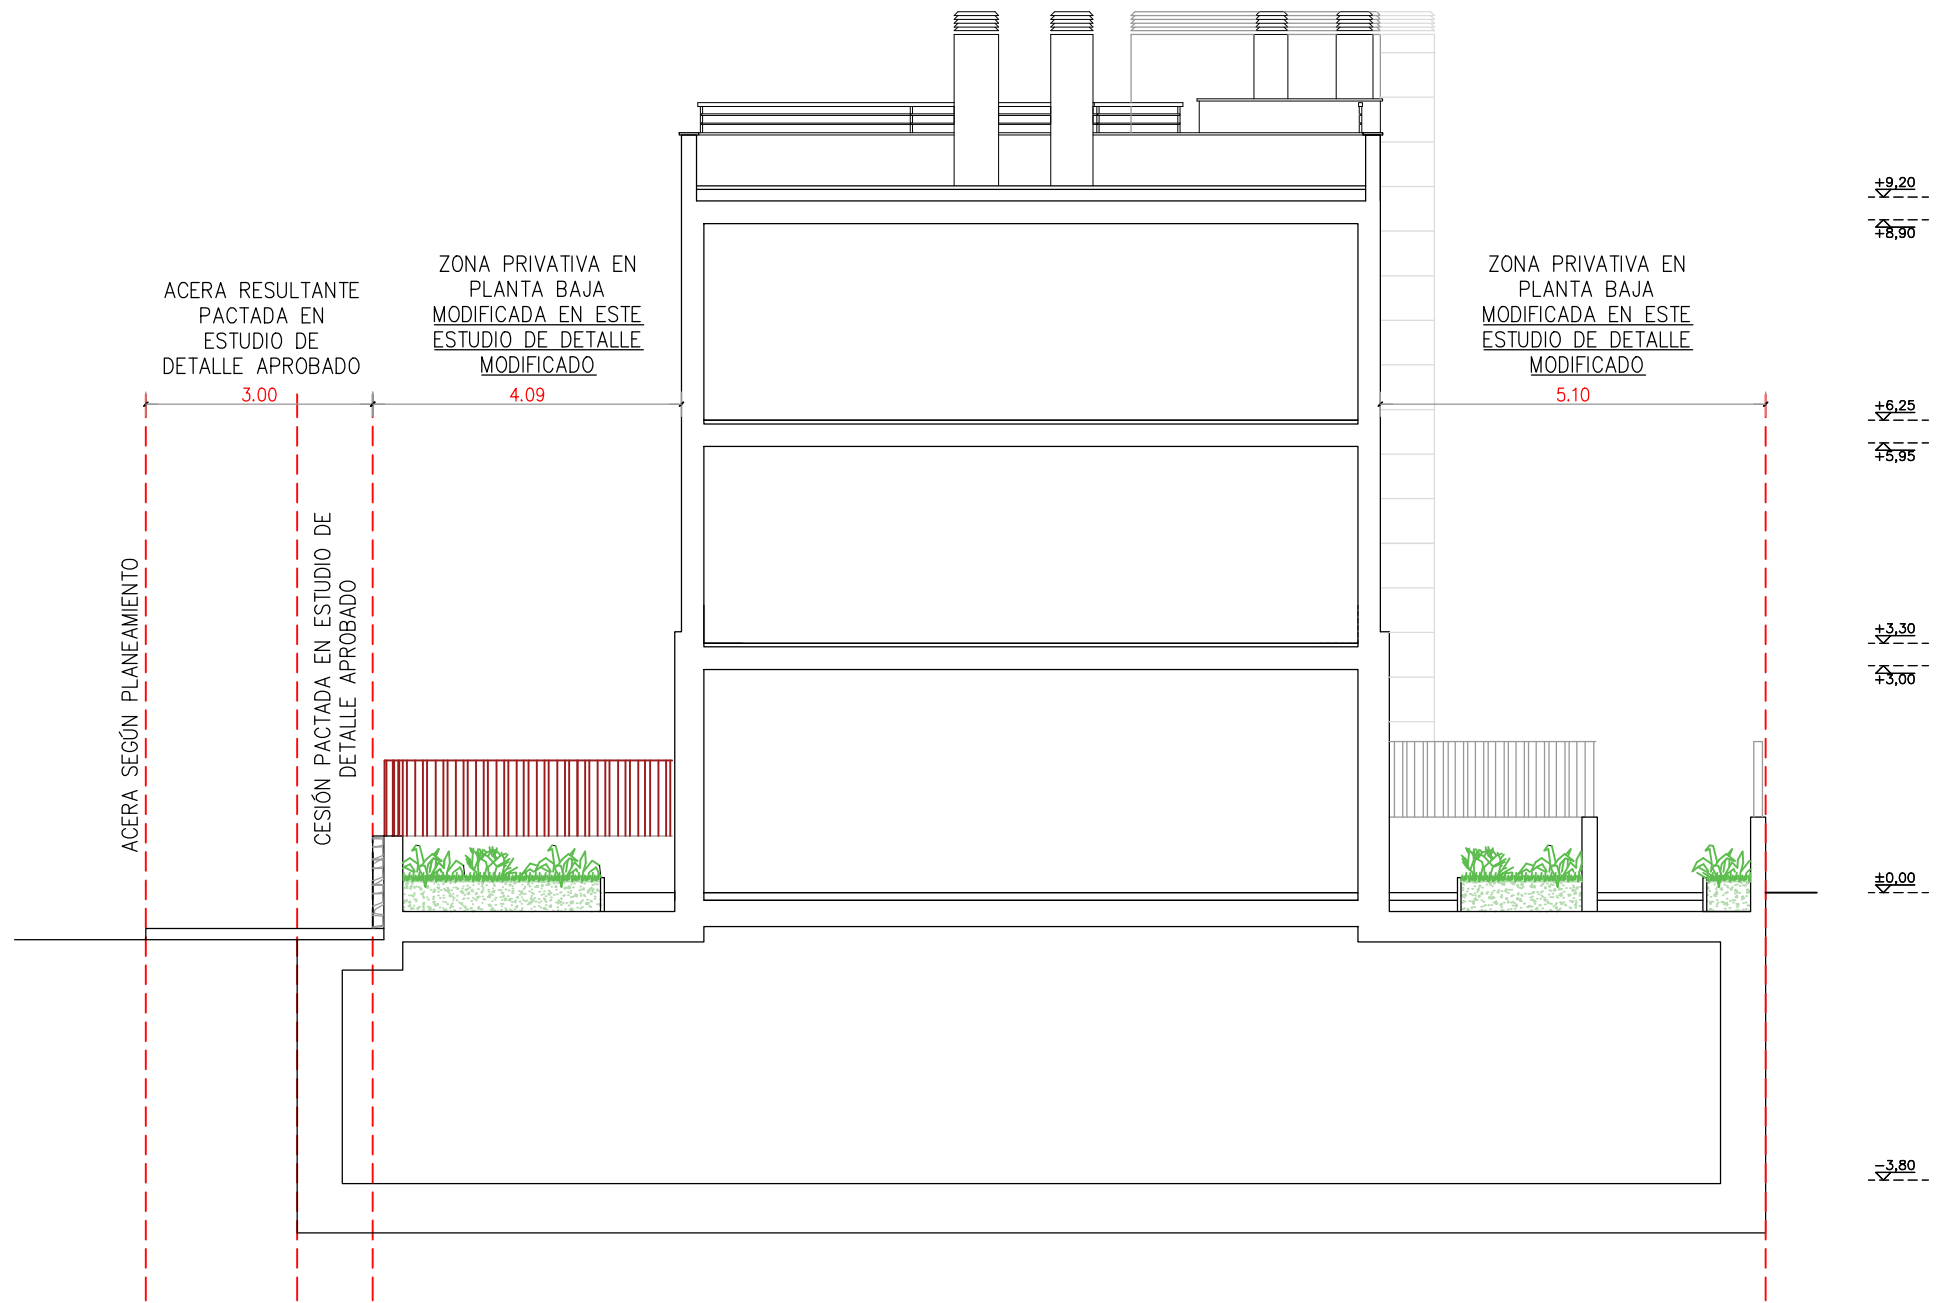 ACERA RESULTANTE
PACTADA EN
ESTUDIO DE
DETALLE APROBADO
3.00
ZONA PRIVATIVA EN
PLANTA BAJA
MODIFICADA EN ESTE
ESTUDIO DE DETALLE
MODIFICADO
4.09
ZONA PRIVATIVA EN
PLANTA BAJA
MODIFICADA EN ESTE
ESTUDIO DE DETALLE
MODIFICADO
5.10
ACERA SEGÚN PLANEAMIENTO
CESIÓN PACTADA EN ESTUDIO DE
DETALLE APROBADO
+9,20
+8,90
+6,25
+5,95
+3,30
+3,00
±0,00
-3,80